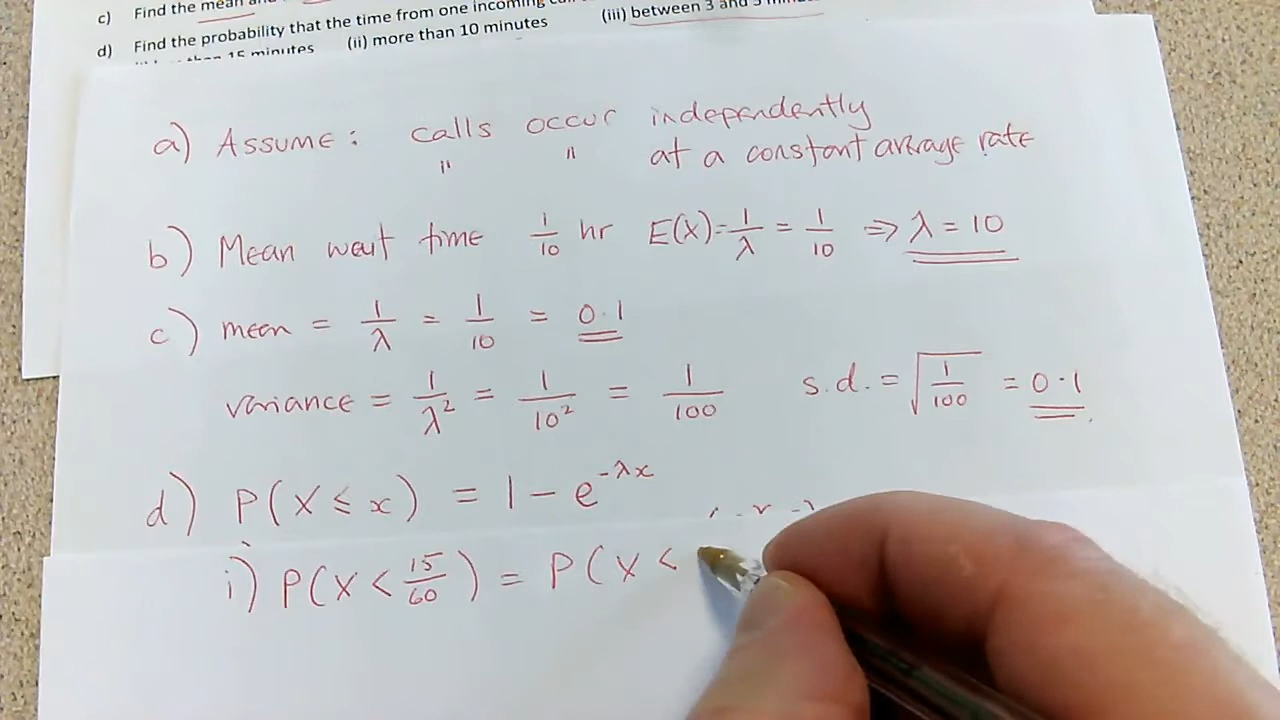 c) Find the mean
d) Find the probability that the time from one incoming
15 minutes (ii) more than 10 minutes (iii) between 3 and 5
a) Assume: calls occur independently
" " at a constant average rate
b) Mean wait time 1/10 hr E(X) = 1/λ = 1/10 ⇒ λ = 10
c) mean = 1/λ = 1/10 = 0.1
variance = 1/λ² = 1/10² = 1/100 s.d. = √(1/100) = 0.1
d) P(X ≤ x) = 1 - e^(-λx)
i) P(X < 15/60) = P(X <